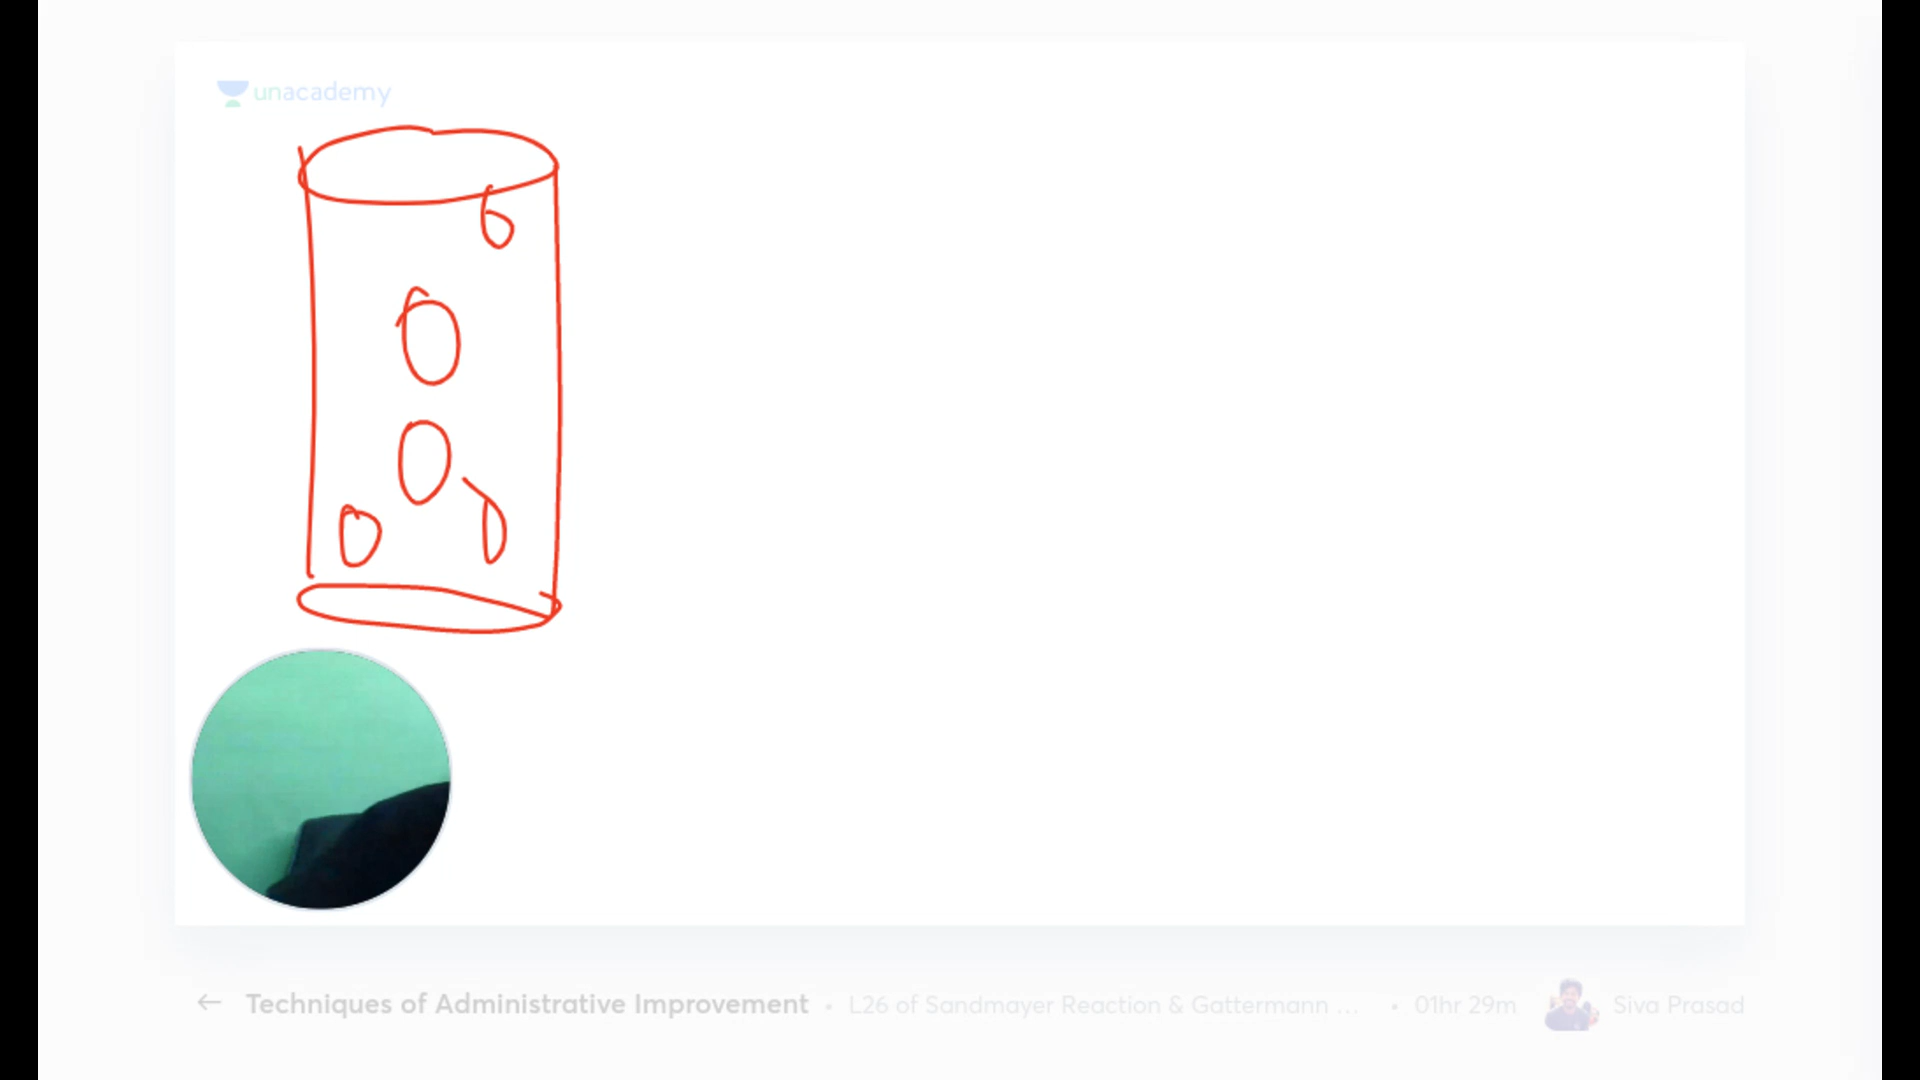 unacademy
Techniques of Administrative Improvement • L26 of Sandmayer Reaction & Gattermann ... • 01hr 29m Siva Prasad